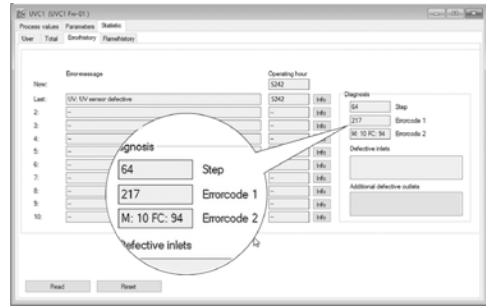 UVC1 (UVC1 Fw-01)
Process values Parameters Statistic
User Total Errorhistory Flamehistory
Errormessage Operating hour
Now: 5242
Last: UV: UV sensor defective 5242 Info
2: -- -- Info
3: -- -- Info
4: -- -- Info
5: -- -- Info
6: -- -- Info
7: -- -- Info
8: -- -- Info
9: -- -- Info
10: -- -- Info
Diagnosis
64 Step
217 Errorcode 1
M: 10 FC: 94 Errorcode 2
Defective inlets
Additional defective outlets
agnosis
64 Step
217 Errorcode 1
M: 10 FC: 94 Errorcode 2
Defective inlets
Read Reset